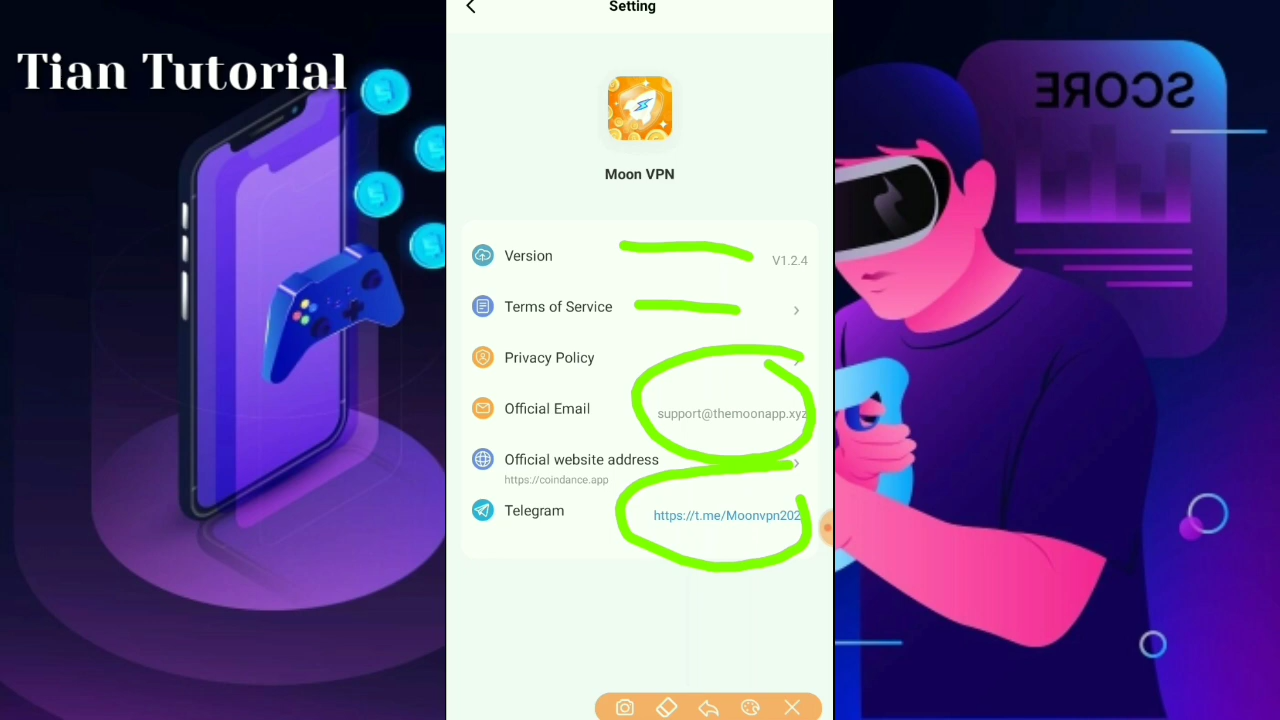 Tian Tutorial
Setting
SCORE
Moon VPN
Version
V1.2.4
Terms of Service
Privacy Policy
Official Email
support@themoonapp.xyz
Official website address
https://coindance.app
Telegram
https://t.me/Moonvpn202